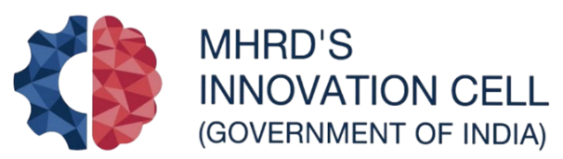 MHRD'S
INNOVATION CELL
(GOVERNMENT OF INDIA)